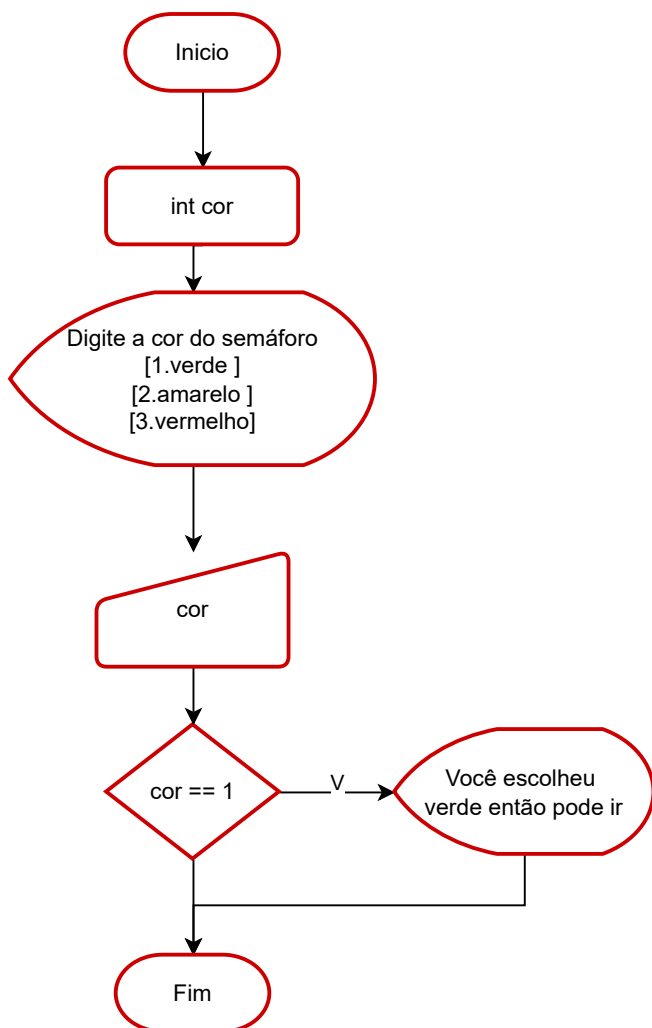 Inicio
int cor
Digite a cor do semáforo
[1.verde ]
[2.amarelo ]
[3.vermelho]
cor
cor == 1
V
Você escolheu
verde então pode ir
Fim